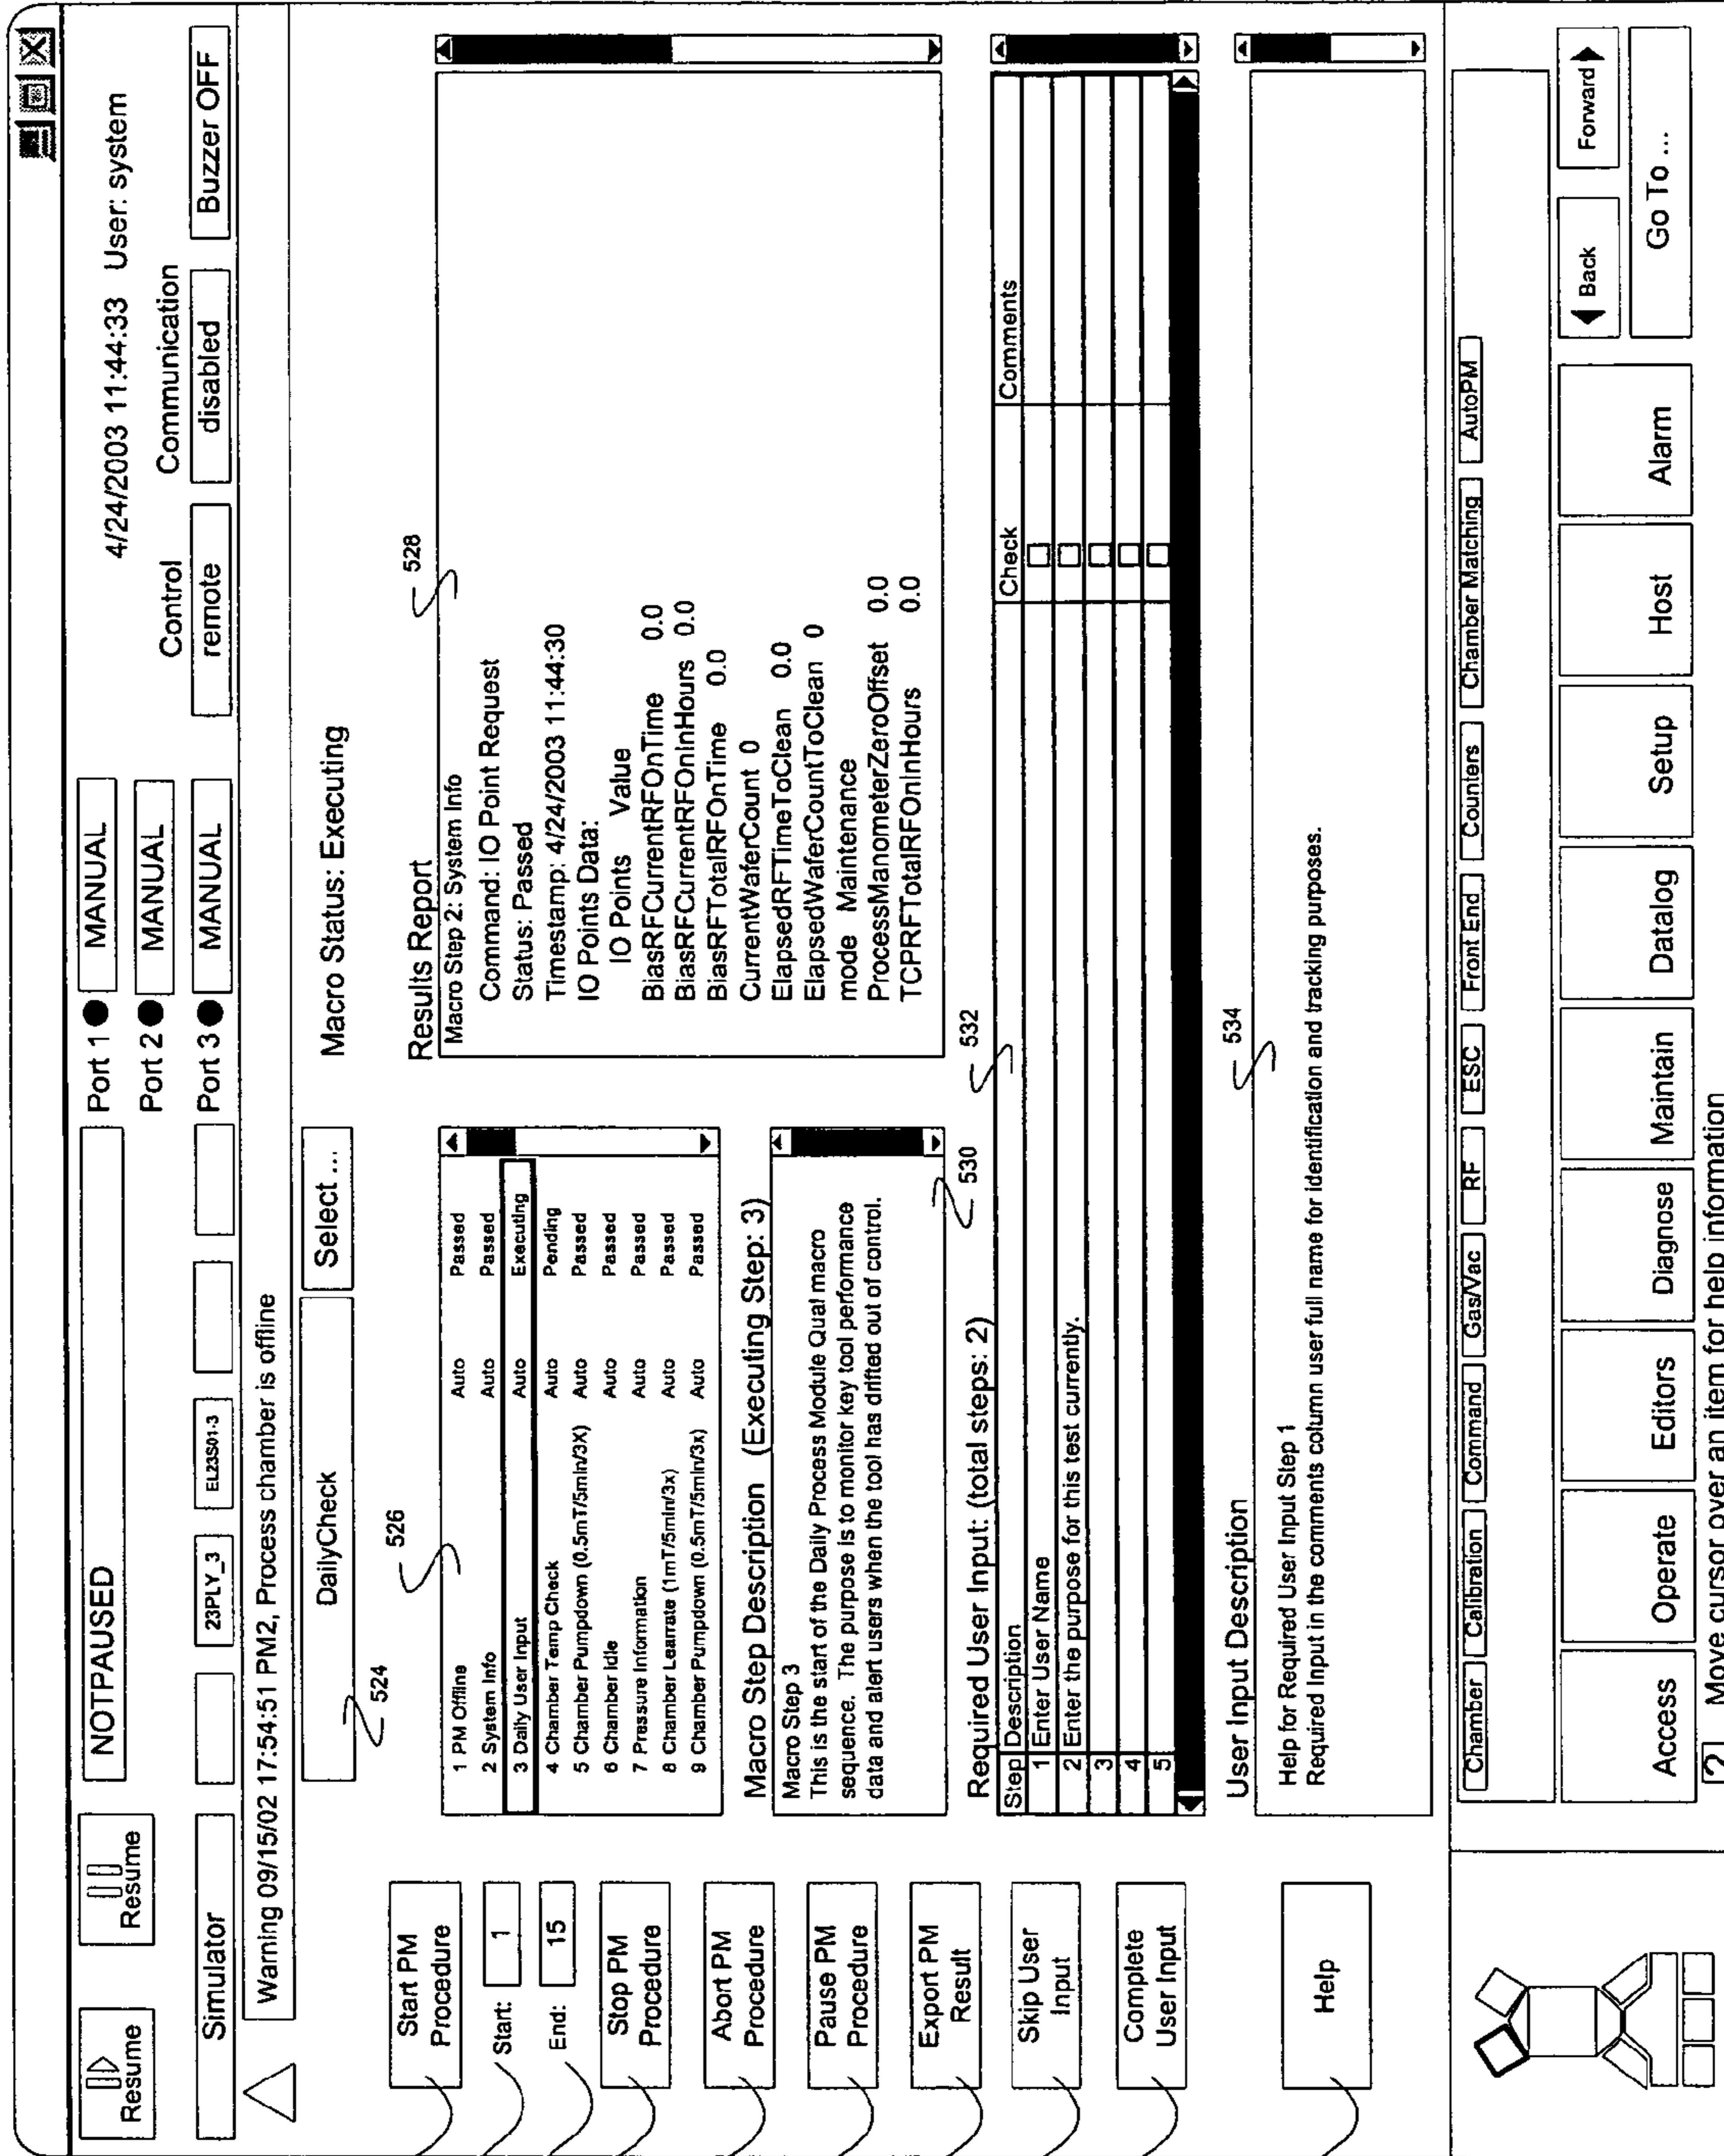 Resume
Resume
NOTPAUSED
Port 1 MANUAL
Port 2 MANUAL
Port 3 MANUAL
4/24/2003 11:44:33 User: system
Control
Communication
Simulator
23PLY_3
EL23S01-3
remote
disabled
Buzzer OFF
Warning 09/15/02 17:54:51 PM2, Process chamber is offline
DailyCheck
Select ...
Macro Status: Executing
524
526
528
Start PM
Procedure
Start: 1
End: 15
Stop PM
Procedure
Abort PM
Procedure
Pause PM
Procedure
Export PM
Result
Skip User
Input
Complete
User Input
Help
1 PM Offline Auto Passed
2 System Info Auto Passed
3 Daily User Input Auto Executing
4 Chamber Temp Check Auto Pending
5 Chamber Pumpdown (0.5mT/5min/3X) Auto Passed
6 Chamber Idle Auto Passed
7 Pressure Information Auto Passed
8 Chamber Learrate (1mT/5min/3x) Auto Passed
9 Chamber Pumpdown (0.5mT/5min/3x) Auto Passed
Results Report
Macro Step 2: System Info
Command: IO Point Request
Status: Passed
Timestamp: 4/24/2003 11:44:30
IO Points Data:
IO Points Value
BiasRFCurrentRFOnTime 0.0
BiasRFCurrentRFOnInHours 0.0
BiasRFTotalRFOnTime 0.0
CurrentWaferCount 0
ElapsedRFTimeToClean 0.0
ElapsedWaferCountToClean 0
mode Maintenance
ProcessManometerZeroOffset 0.0
TCPRFTotalRFOnInHours 0.0
Macro Step Description (Executing Step: 3)
Macro Step 3
This is the start of the Daily Process Module Qual macro
sequence. The purpose is to monitor key tool performance
data and alert users when the tool has drifted out of control.
530
532
Required User Input: (total steps: 2)
Step Description Check Comments
1 Enter User Name
2 Enter the purpose for this test currently.
3
4
5
534
User Input Description
Help for Required User Input Step 1
Required Input in the comments column user full name for identification and tracking purposes.
Chamber Calibration Command Gas/Vac RF ESC Front End Counters Chamber Matching AutoPM
Access Operate Editors Diagnose Maintain Datalog Setup Host Alarm
Back Forward
Go To ...
? Move cursor over an item for help information